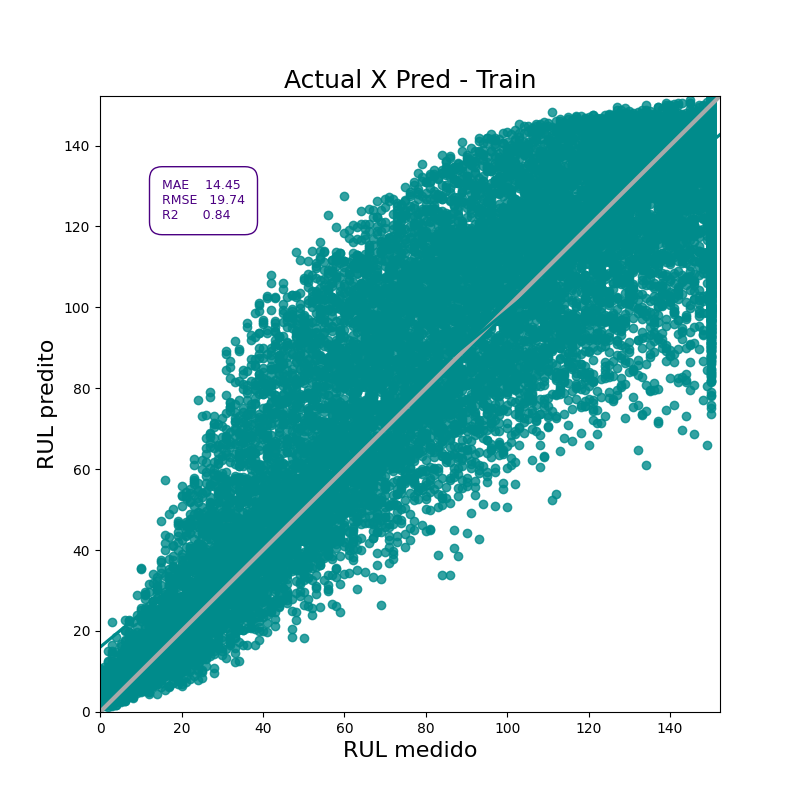 Actual X Pred - Train
MAE 14.45
RMSE 19.74
R2 0.84
RUL predito
140
120
100
80
60
40
20
0
0 20 40 60 80 100 120 140
RUL medido